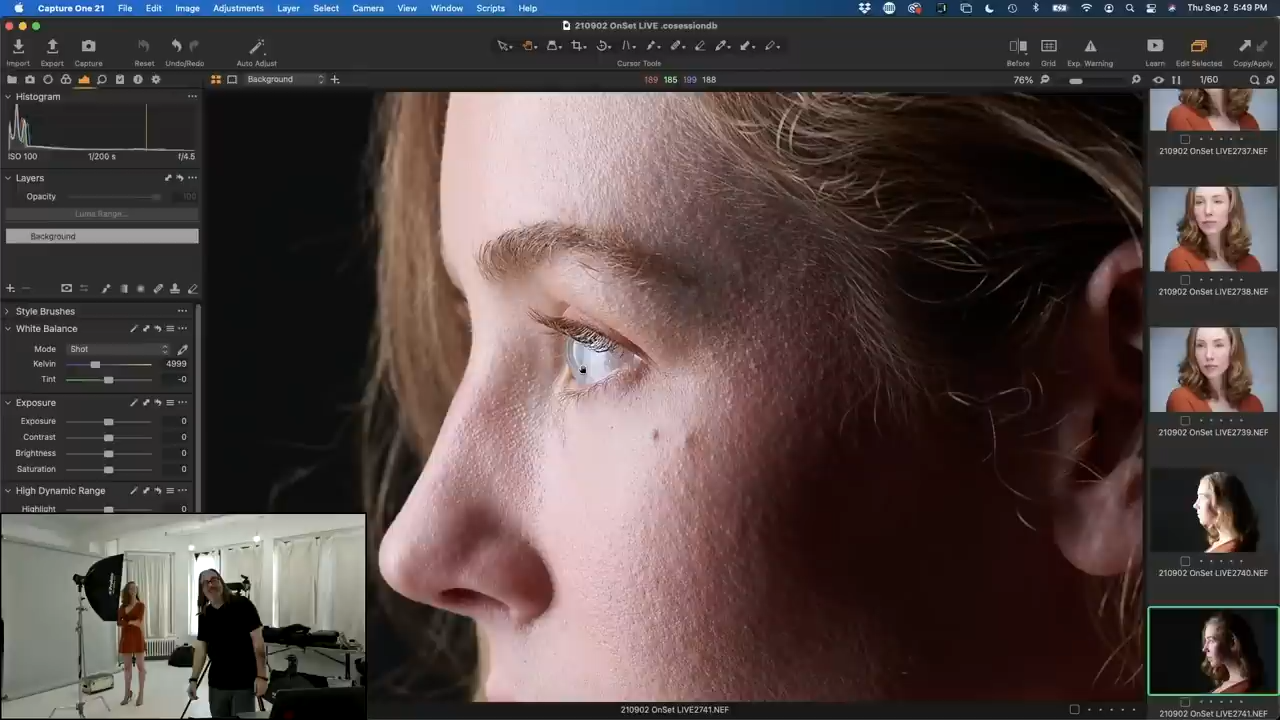 Capture One 21 File Edit Image Adjustments Layer Select Camera View Window Scripts Help Thu Sep 2 5:49 PM
210902 OnSet LIVE .cosessiondb
Import Export Capture Reset Undo/Redo Auto Adjust Cursor Tools Before Grid Exp. Warning Learn Edit Selected Copy/Apply
Background 189 185 199 188 76% 1/60
Histogram
ISO 100 1/200 s f/4.5
Layers
Opacity 100
Luma Range...
Background
Style Brushes
White Balance
Mode Shot
Kelvin 4999
Tint -0
Exposure
Exposure 0
Contrast 0
Brightness 0
Saturation 0
High Dynamic Range
Highlight 0
210902 OnSet LIVE2737.NEF
210902 OnSet LIVE2738.NEF
210902 OnSet LIVE2739.NEF
210902 OnSet LIVE2740.NEF
210902 OnSet LIVE2741.NEF
210902 OnSet LIVE2741.NEF